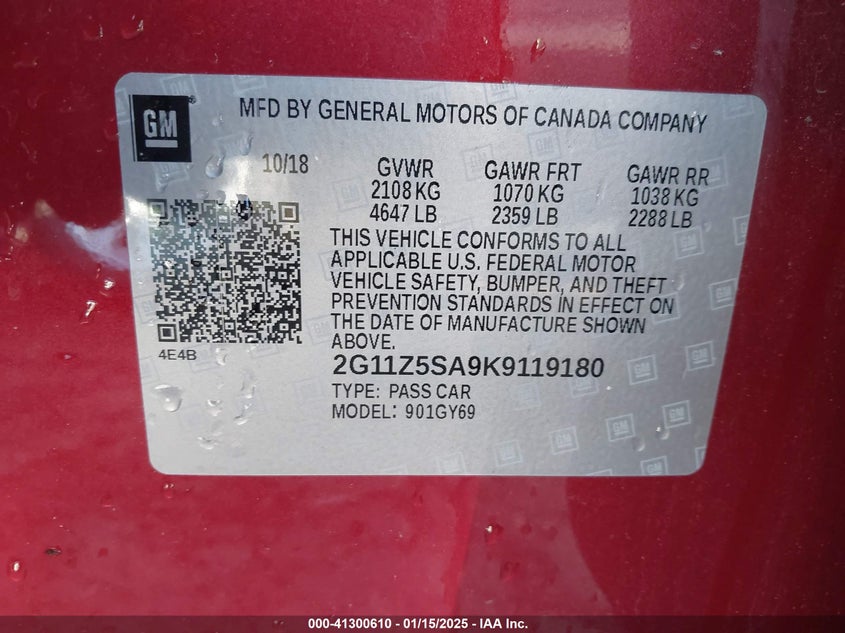 GM
MFD BY GENERAL MOTORS OF CANADA COMPANY
10/18
GVWR
2108 KG
4647 LB
GAWR FRT
1070 KG
2359 LB
GAWR RR
1038 KG
2288 LB
THIS VEHICLE CONFORMS TO ALL
APPLICABLE U.S. FEDERAL MOTOR
VEHICLE SAFETY, BUMPER, AND THEFT
PREVENTION STANDARDS IN EFFECT ON
THE DATE OF MANUFACTURE SHOWN
ABOVE.
4E4B
2G11Z5SA9K9119180
TYPE: PASS CAR
MODEL: 901GY69
000-41300610 - 01/15/2025 - IAA Inc.